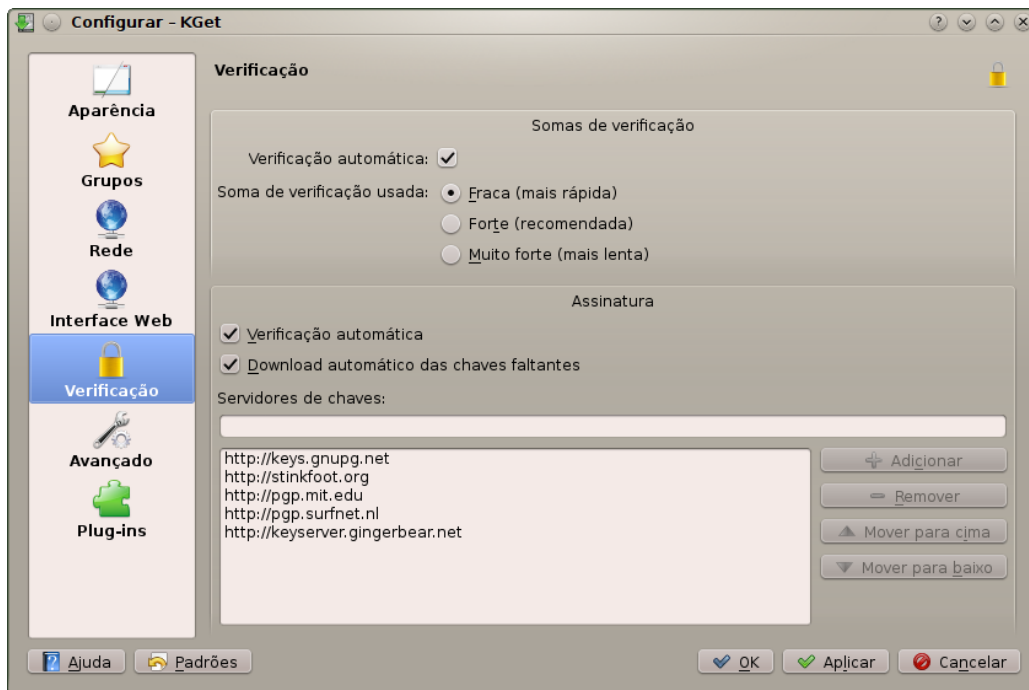 Configurar – KGet
Aparência
Grupos
Rede
Interface Web
Verificação
Avançado
Plug-ins
Verificação
Somas de verificação
Verificação automática:
Soma de verificação usada: Fraca (mais rápida)
Forte (recomendada)
Muito forte (mais lenta)
Assinatura
Verificação automática
Download automático das chaves faltantes
Servidores de chaves:
http://keys.gnupg.net
http://stinkfoot.org
http://pgp.mit.edu
http://pgp.surfnet.nl
http://keyserver.gingerbear.net
Adicionar
Remover
Mover para cima
Mover para baixo
Ajuda Padrões OK Aplicar Cancelar